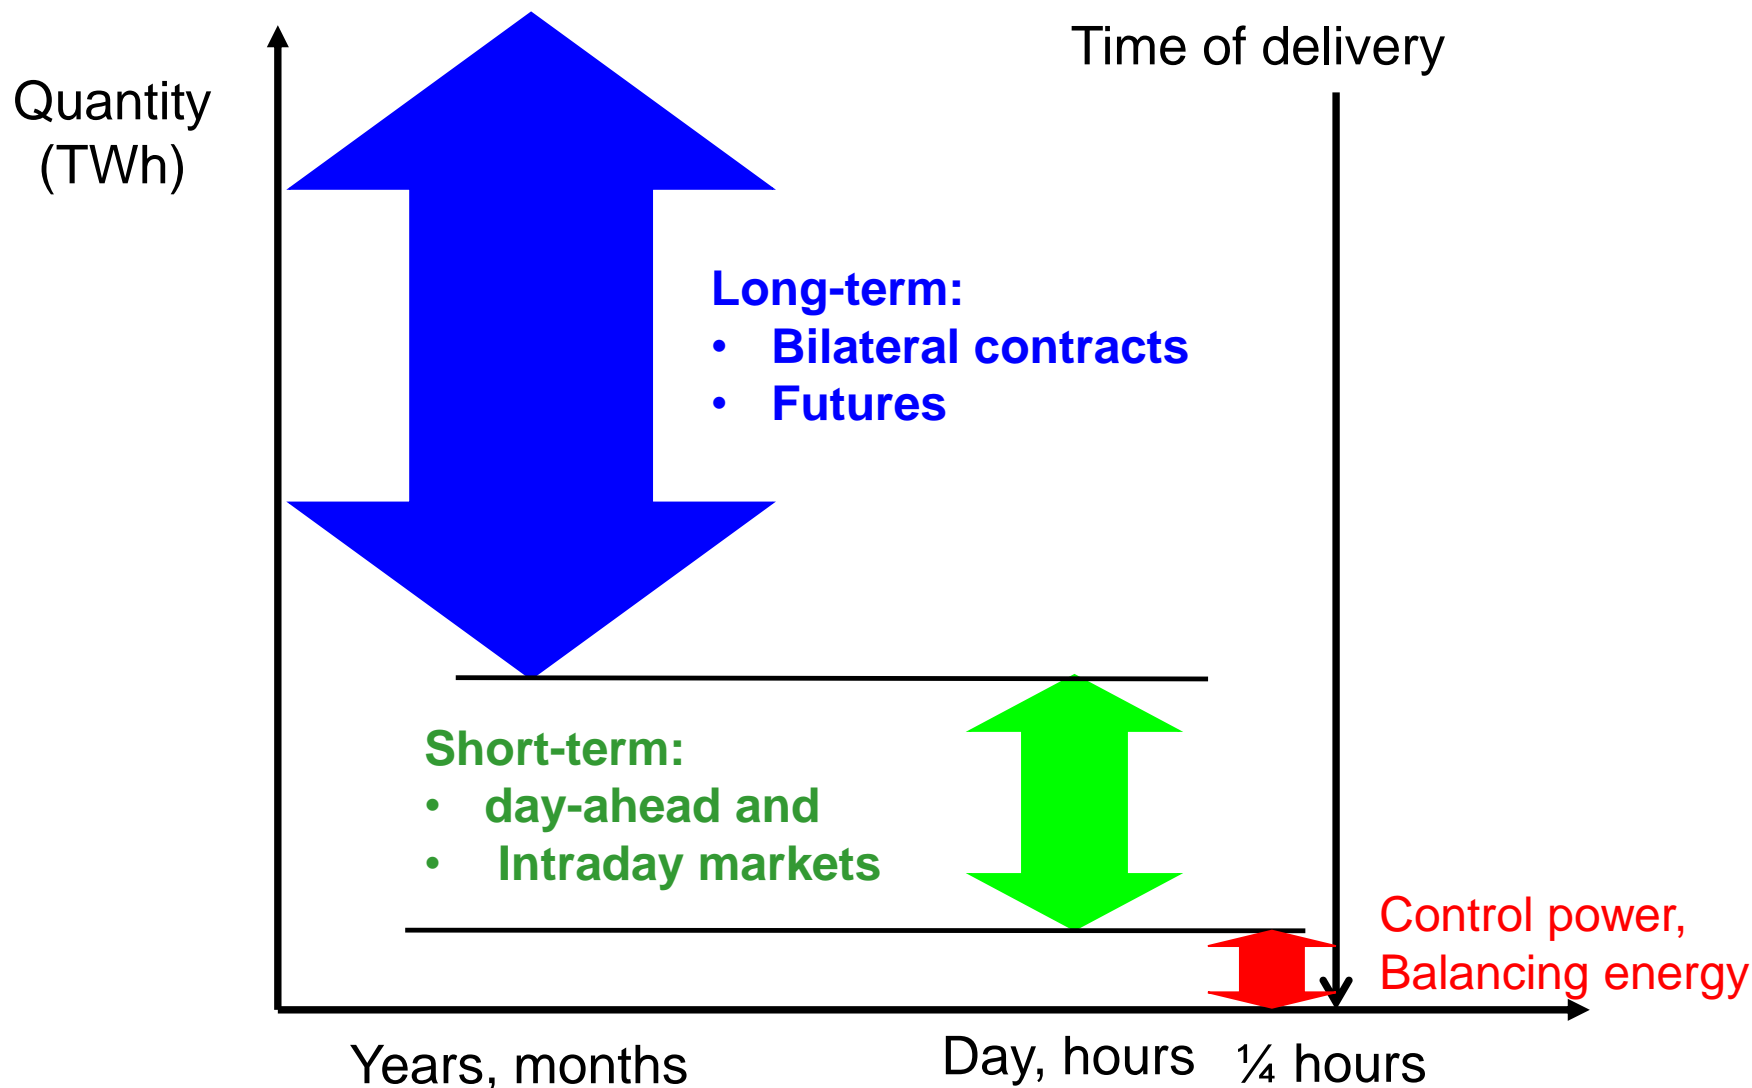 Time of delivery
Quantity
(TWh)
Long-term:
• Bilateral contracts
• Futures
Short-term:
• day-ahead and
• Intraday markets
Control power,
Balancing energy
Years, months
Day, hours
¼ hours